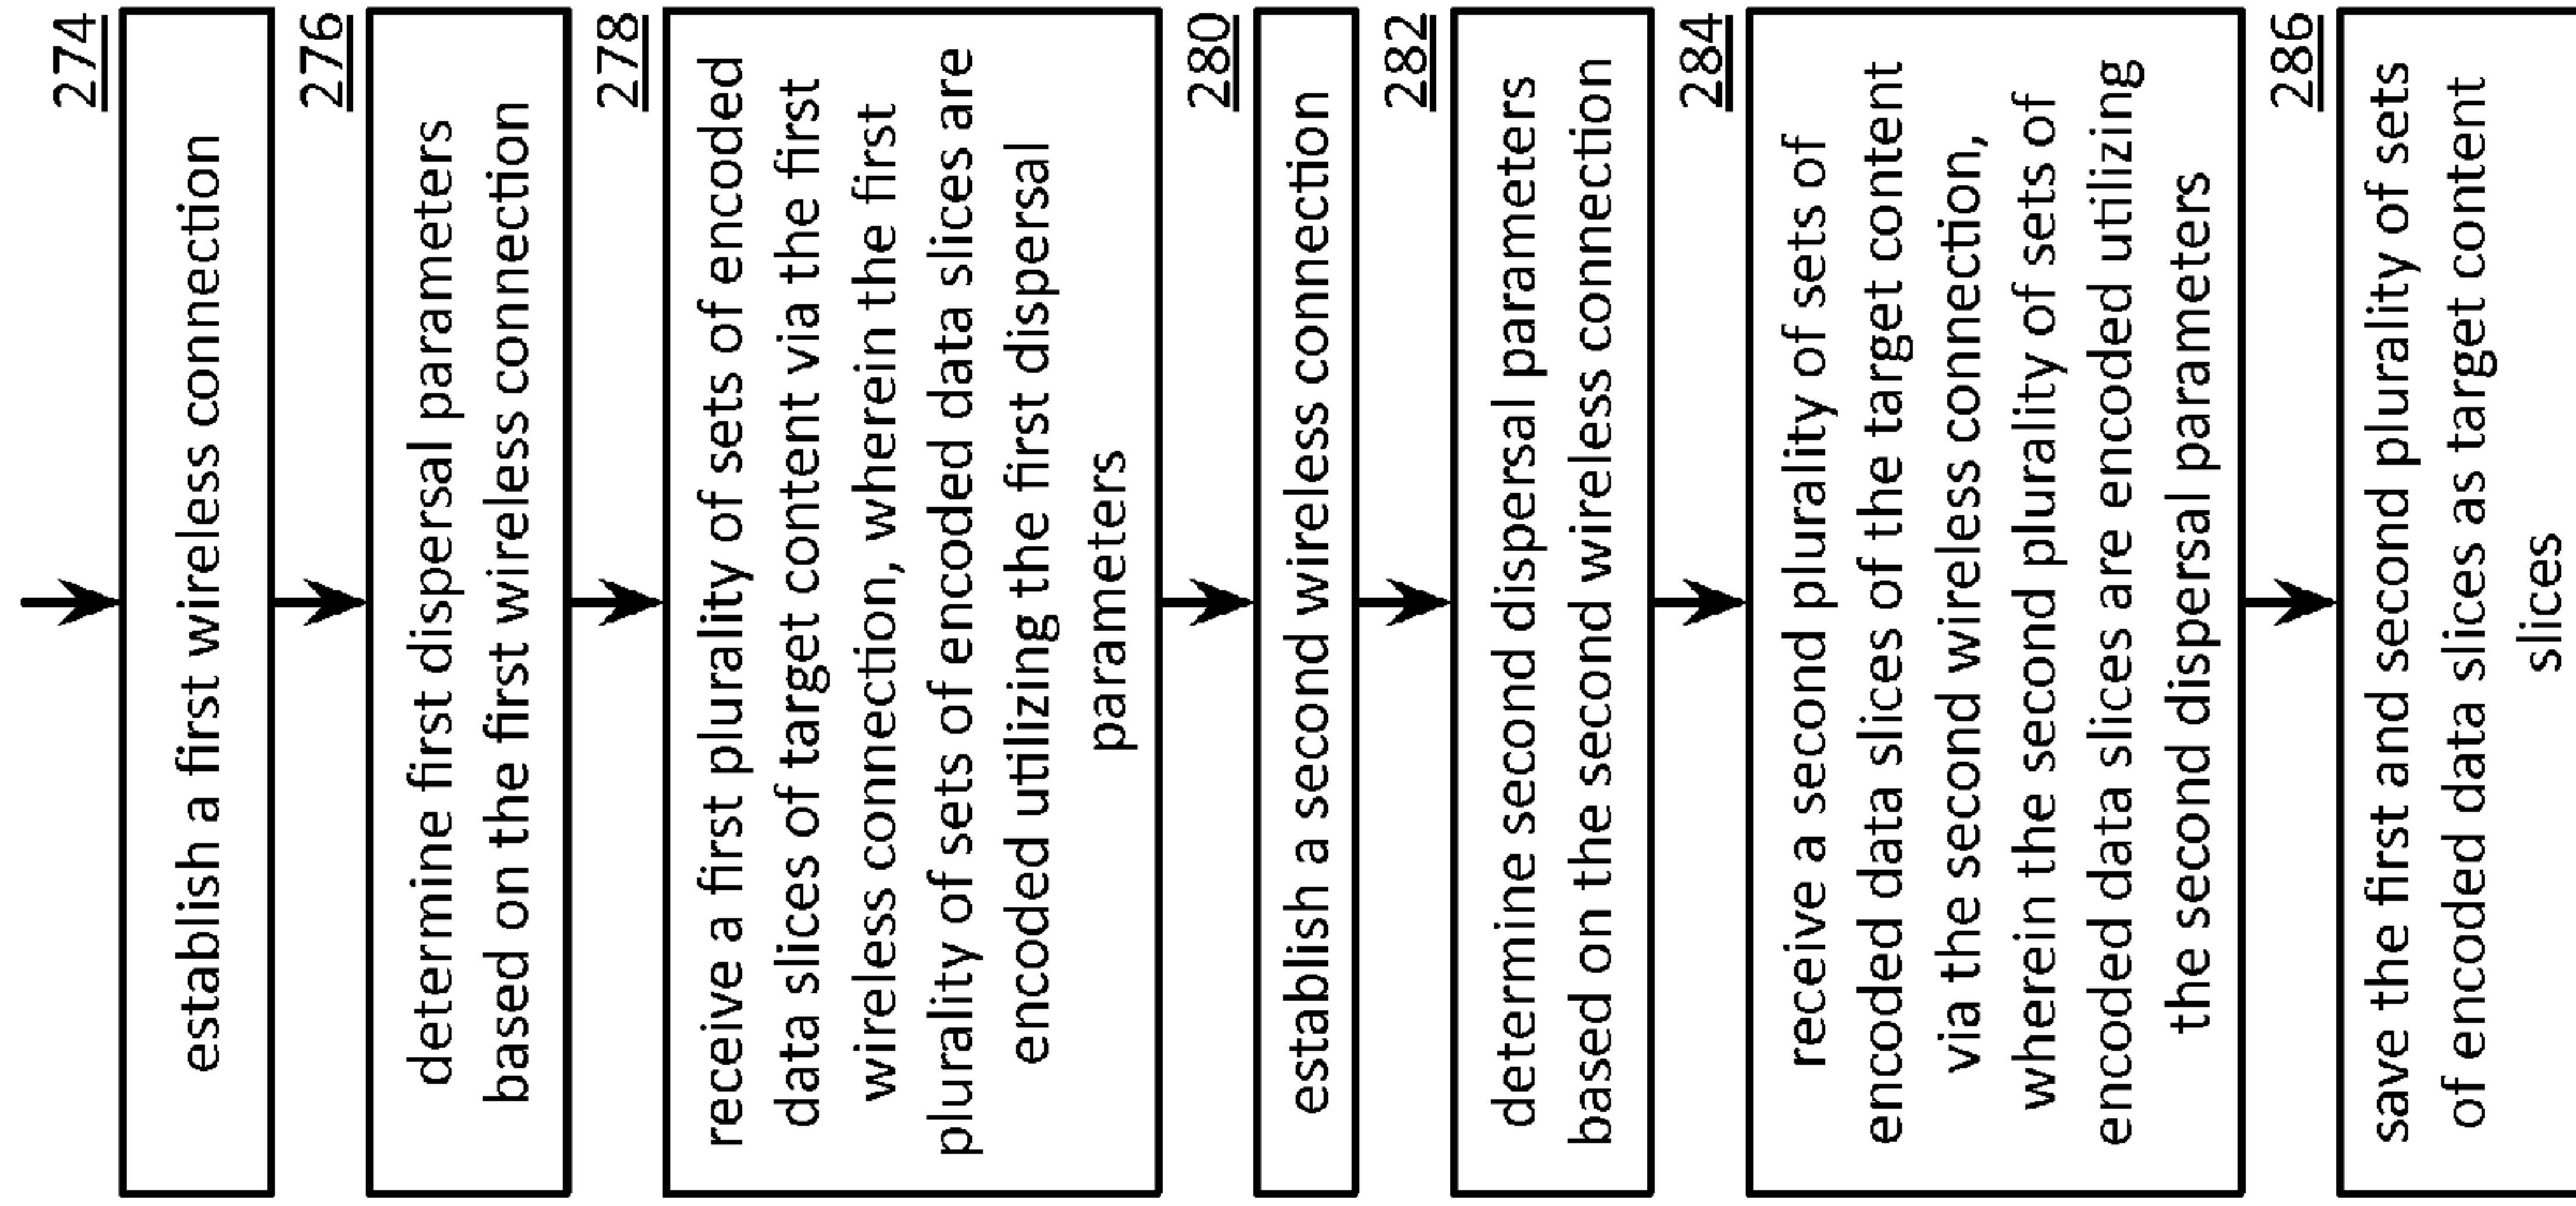 274
establish a first wireless connection
276
determine first dispersal parameters
based on the first wireless connection
278
receive a first plurality of sets of encoded
data slices of target content via the first
wireless connection, wherein the first
plurality of sets of encoded data slices are
encoded utilizing the first dispersal
parameters
280
establish a second wireless connection
282
determine second dispersal parameters
based on the second wireless connection
284
receive a second plurality of sets of
encoded data slices of the target content
via the second wireless connection,
wherein the second plurality of sets of
encoded data slices are encoded utilizing
the second dispersal parameters
286
save the first and second plurality of sets
of encoded data slices as target content
slices